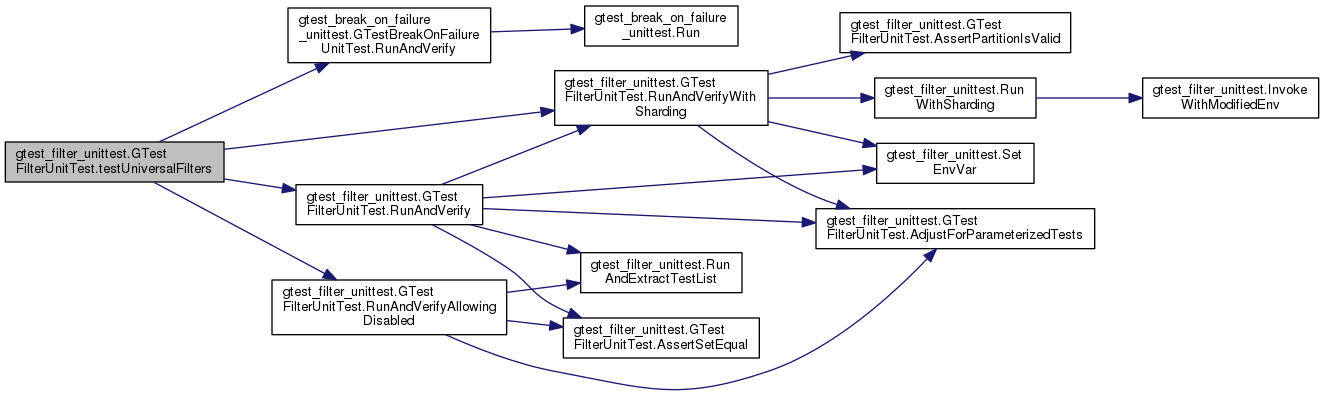 gtest_break_on_failure
_unittest.GTestBreakOnFailure
UnitTest.RunAndVerify
gtest_break_on_failure
_unittest.Run
gtest_filter_unittest.GTest
FilterUnitTest.AssertPartitionIsValid
gtest_filter_unittest.GTest
FilterUnitTest.RunAndVerifyWith
Sharding
gtest_filter_unittest.Run
WithSharding
gtest_filter_unittest.Invoke
WithModifiedEnv
gtest_filter_unittest.GTest
FilterUnitTest.testUniversalFilters
gtest_filter_unittest.Set
EnvVar
gtest_filter_unittest.GTest
FilterUnitTest.RunAndVerify
gtest_filter_unittest.GTest
FilterUnitTest.AdjustForParameterizedTests
gtest_filter_unittest.Run
AndExtractTestList
gtest_filter_unittest.GTest
FilterUnitTest.RunAndVerifyAllowing
Disabled
gtest_filter_unittest.GTest
FilterUnitTest.AssertSetEqual